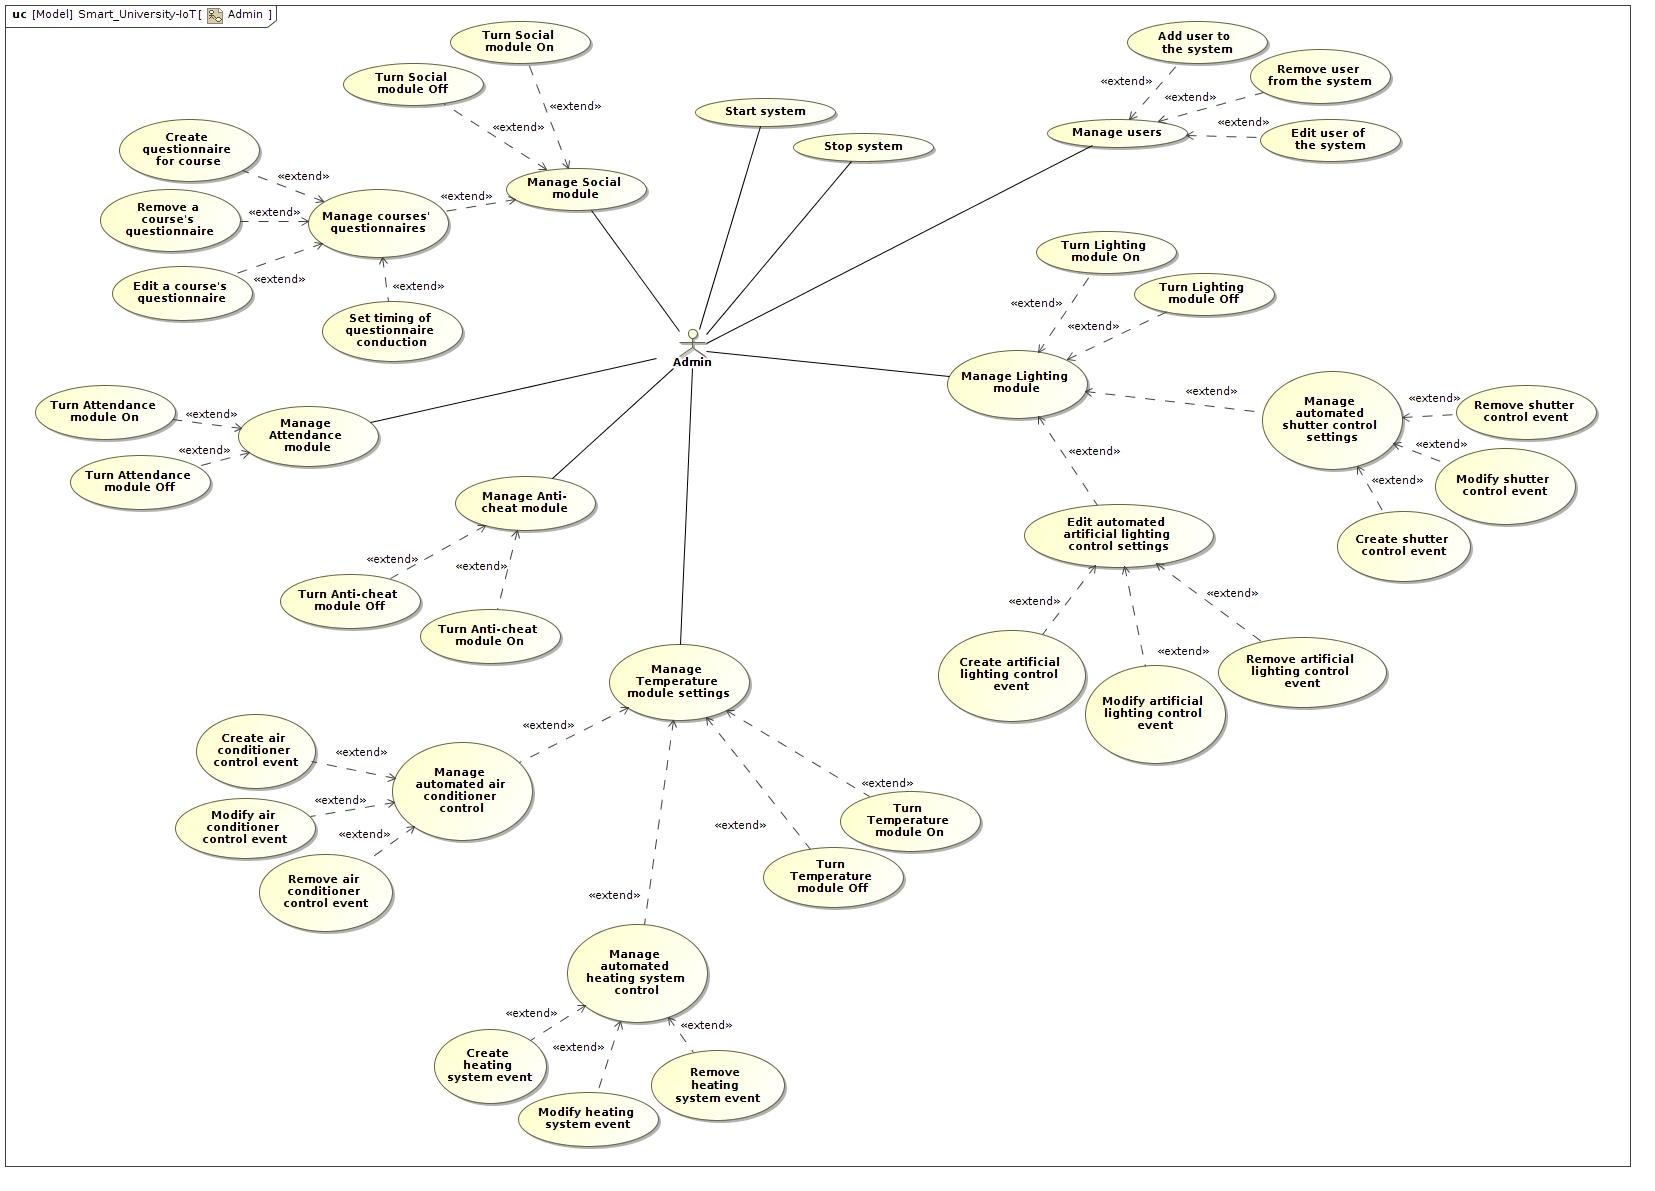 uc [Model] Smart_University-IoT[ Admin ]
Turn Social
module On
Turn Social
module Off
«extend»
«extend»
Create
questionnaire
for course
«extend»
Remove a
course's
questionnaire
«extend»
Manage courses'
questionnaires
«extend»
Manage Social
module
Edit a course's
questionnaire
«extend»
«extend»
Set timing of
questionnaire
conduction
Start system
Stop system
Add user to
the system
Remove user
from the system
«extend»
«extend»
«extend»
Manage users
Edit user of
the system
Admin
Turn Lighting
module On
Turn Lighting
module Off
«extend»
«extend»
Manage Lighting
module
«extend»
Manage
automated
shutter control
settings
«extend»
Remove shutter
control event
«extend»
Modify shutter
control event
«extend»
Create shutter
control event
«extend»
Edit automated
artificial lighting
control settings
«extend»
«extend»
«extend»
Create artificial
lighting control
event
Modify artificial
lighting control
event
Remove artificial
lighting control
event
Turn Attendance
module On
«extend»
Manage
Attendance
module
«extend»
Turn Attendance
module Off
Manage Anti-
cheat module
«extend»
«extend»
Turn Anti-cheat
module Off
Turn Anti-cheat
module On
Manage
Temperature
module settings
«extend»
Create air
conditioner
control event
«extend»
Manage
automated air
conditioner
control
Modify air
conditioner
control event
«extend»
«extend»
Remove air
conditioner
control event
«extend»
Turn
Temperature
module On
«extend»
Turn
Temperature
module Off
«extend»
Manage
automated
heating system
control
«extend»
«extend»
«extend»
Create
heating
system event
Modify heating
system event
Remove
heating
system event